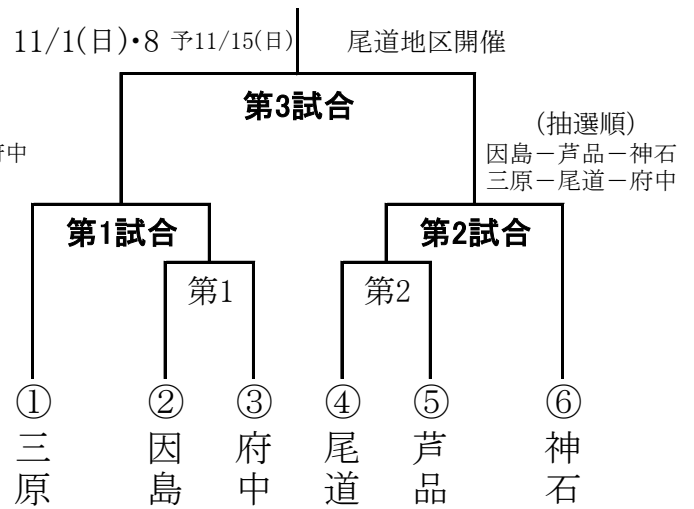 11/1(日)・8 予11/15(日) 尾道地区開催
第3試合
(抽選順)
中
因島－芦品－神石
三原－尾道－府中
第1試合 第2試合
第1 第2
① ② ③ ④ ⑤ ⑥
三原
因島
府中
尾道
芦品
神石